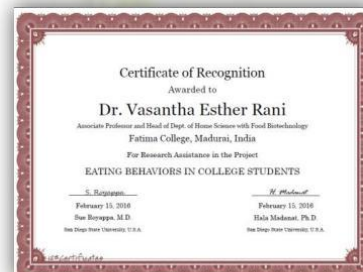 Certificate of Recognition
Awarded to
Dr. Vasantha Esther Rani
Associate Professor and Head of Dept. of Home Science with Food Biotechnology
Fatima College, Madurai, India
For Research Assistance in the Project
EATING BEHAVIORS IN COLLEGE STUDENTS
S. Royappa
February 15, 2016
Sue Royappa, M.D.
San Diego State University, U.S.A.
H. Madanat
February 15, 2016
Hala Madanat, Ph.D.
San Diego State University, U.S.A.